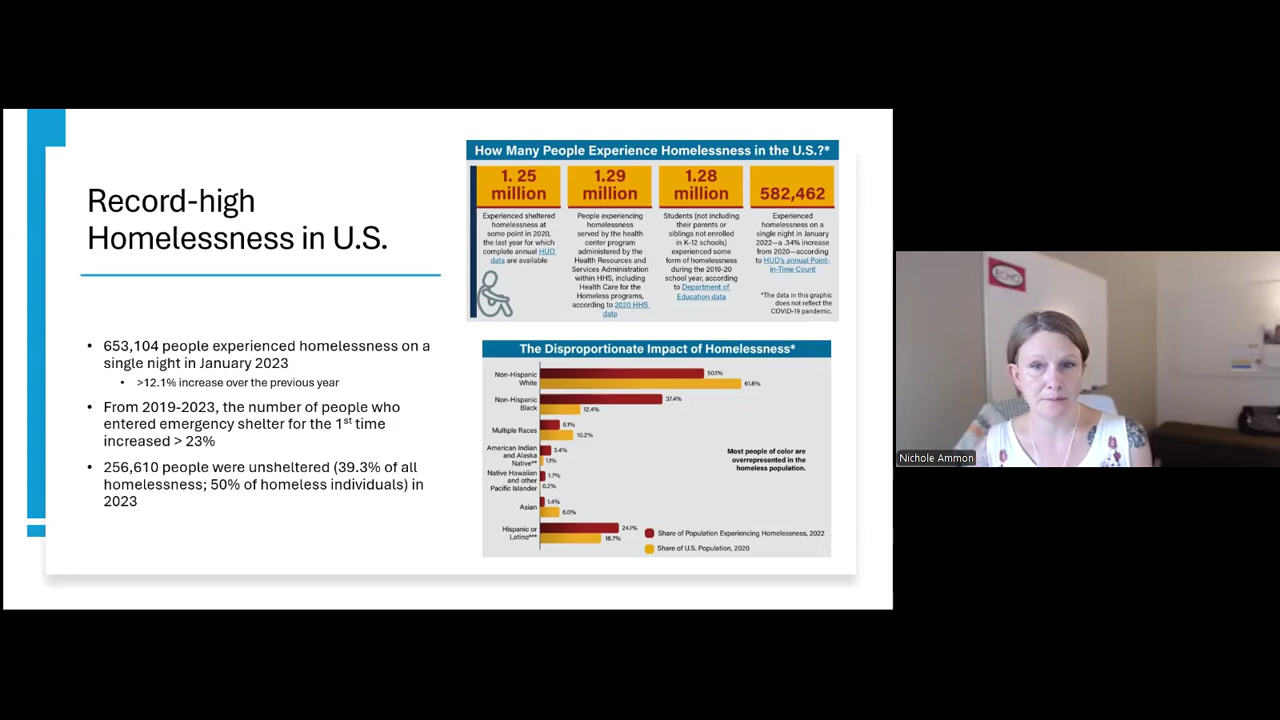 Record-high
Homelessness in U.S.
• 653,104 people experienced homelessness on a
single night in January 2023
• >12.1% increase over the previous year
• From 2019-2023, the number of people who
entered emergency shelter for the 1st time
increased > 23%
• 256,610 people were unsheltered (39.3% of all
homelessness; 50% of homeless individuals) in
2023
How Many People Experience Homelessness in the U.S.?*
1. 25
million
Experienced sheltered
homelessness at
some point in 2020,
the last year for which
complete annual HUD
data are available
1.29
million
People experiencing
homelessness
served by the health
center program
administered by the
Health Resources and
Services Administration
within HHS, including
Health Care for the
Homeless programs,
according to 2020 HHS
data
1.28
million
Students (not including
their parents or
siblings not enrolled
in K-12 schools)
experienced some
form of homelessness
during the 2019-20
school year, according
to Department of
Education data
582,462
Experienced
homelessness on a
single night in January
2022—a .34% increase
from 2020—according
to HUD's annual Point-
in-Time Count
*The data in this graphic
does not reflect the
COVID-19 pandemic.
The Disproportionate Impact of Homelessness*
Non-Hispanic
White
50.1%
61.6%
Non-Hispanic
Black
37.4%
12.4%
Multiple Races
6.1%
10.2%
American Indian
and Alaska
Native**
3.4%
1.1%
Native Hawaiian
and other
Pacific Islander
1.7%
0.2%
Asian
1.4%
6.0%
Hispanic or
Latino***
24.1%
18.7%
Most people of color are
overrepresented in the
homeless population.
Share of Population Experiencing Homelessness, 2022
Share of U.S. Population, 2020
ECHO
Nichole Ammon